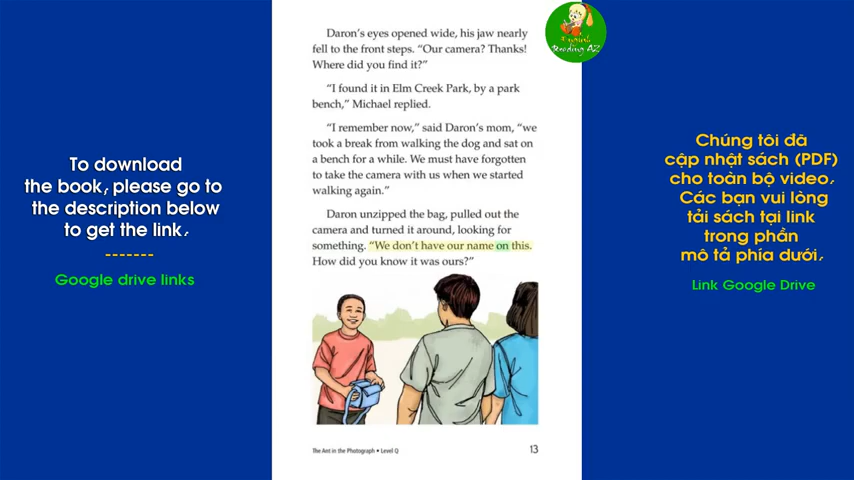 To download
the book, please go to
the description below
to get the link,
-------
Google drive links
Daron's eyes opened wide, his jaw nearly
fell to the front steps. “Our camera? Thanks!
Where did you find it?”
“I found it in Elm Creek Park, by a park
bench,” Michael replied.
“I remember now,” said Daron's mom, “we
took a break from walking the dog and sat on
a bench for a while. We must have forgotten
to take the camera with us when we started
walking again.”
Daron unzipped the bag, pulled out the
camera and turned it around, looking for
something. “We don't have our name on this.
How did you know it was ours?”
The Ant in the Photograph • Level Q
13
Reading AZ
Chúng tôi đã
cập nhật sách (PDF)
cho toàn bộ video,
Các bạn vui lòng
tải sách tại link
trong phần
mô tả phía dưới,
Link Google Drive